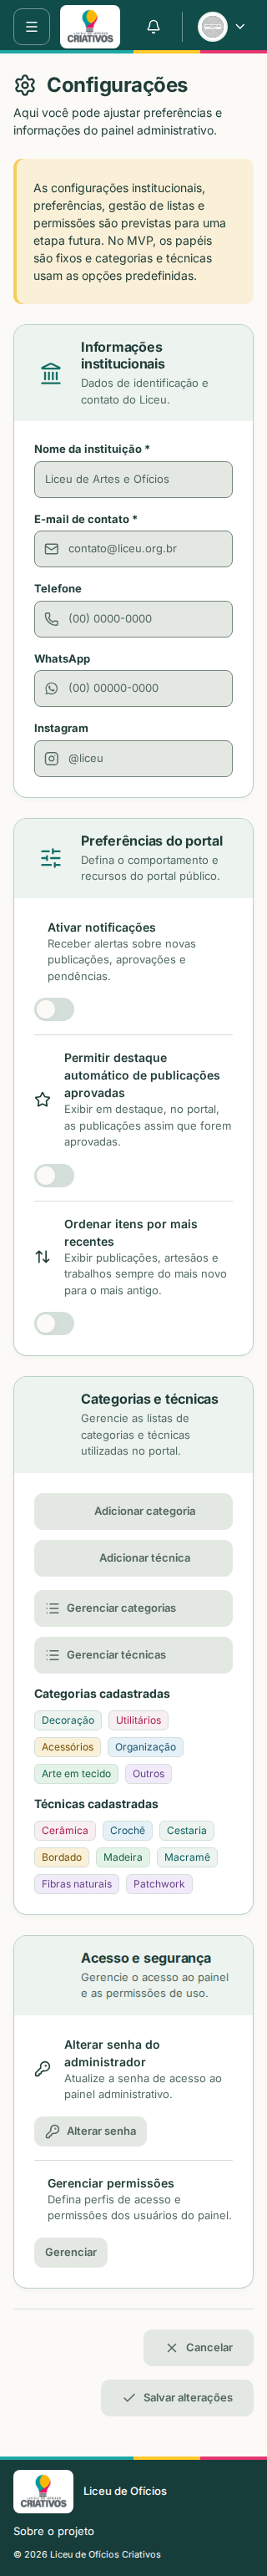 LICEU DE OFÍCIOS
CRIATIVOS
Configurações
Aqui você pode ajustar preferências e
informações do painel administrativo.
As configurações institucionais,
preferências, gestão de listas e
permissões são previstas para uma
etapa futura. No MVP, os papéis
são fixos e categorias e técnicas
usam as opções predefinidas.
Informações
institucionais
Dados de identificação e
contato do Liceu.
Nome da instituição *
Liceu de Artes e Ofícios
E-mail de contato *
contato@liceu.org.br
Telefone
(00) 0000-0000
WhatsApp
(00) 00000-0000
Instagram
@liceu
Preferências do portal
Defina o comportamento e
recursos do portal público.
Ativar notificações
Receber alertas sobre novas
publicações, aprovações e
pendências.
Permitir destaque
automático de publicações
aprovadas
Exibir em destaque, no portal,
as publicações assim que forem
aprovadas.
Ordenar itens por mais
recentes
Exibir publicações, artesãos e
trabalhos sempre do mais novo
para o mais antigo.
Categorias e técnicas
Gerencie as listas de
categorias e técnicas
utilizadas no portal.
Adicionar categoria
Adicionar técnica
Gerenciar categorias
Gerenciar técnicas
Categorias cadastradas
Decoração Utilitários
Acessórios Organização
Arte em tecido Outros
Técnicas cadastradas
Cerâmica Crochê Cestaria
Bordado Madeira Macramê
Fibras naturais Patchwork
Acesso e segurança
Gerencie o acesso ao painel
e as permissões de uso.
Alterar senha do
administrador
Atualize a senha de acesso ao
painel administrativo.
Alterar senha
Gerenciar permissões
Defina perfis de acesso e
permissões dos usuários do painel.
Gerenciar
Cancelar
Salvar alterações
LICEU DE OFÍCIOS
CRIATIVOS
Liceu de Ofícios
Sobre o projeto
© 2026 Liceu de Ofícios Criativos